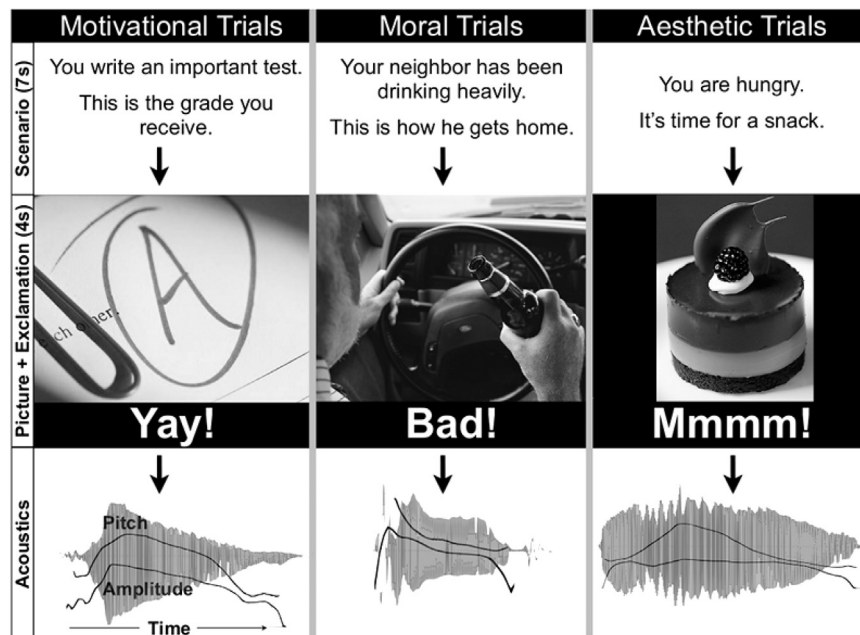 Motivational Trials
Moral Trials
Aesthetic Trials
Scenario (7s)
You write an important test.
This is the grade you
receive.
Your neighbor has been
drinking heavily.
This is how he gets home.
You are hungry.
It's time for a snack.
Picture + Exclamation (4s)
A
each other.
Yay!
Bad!
Mmmm!
Acoustics
Pitch
Amplitude
Time